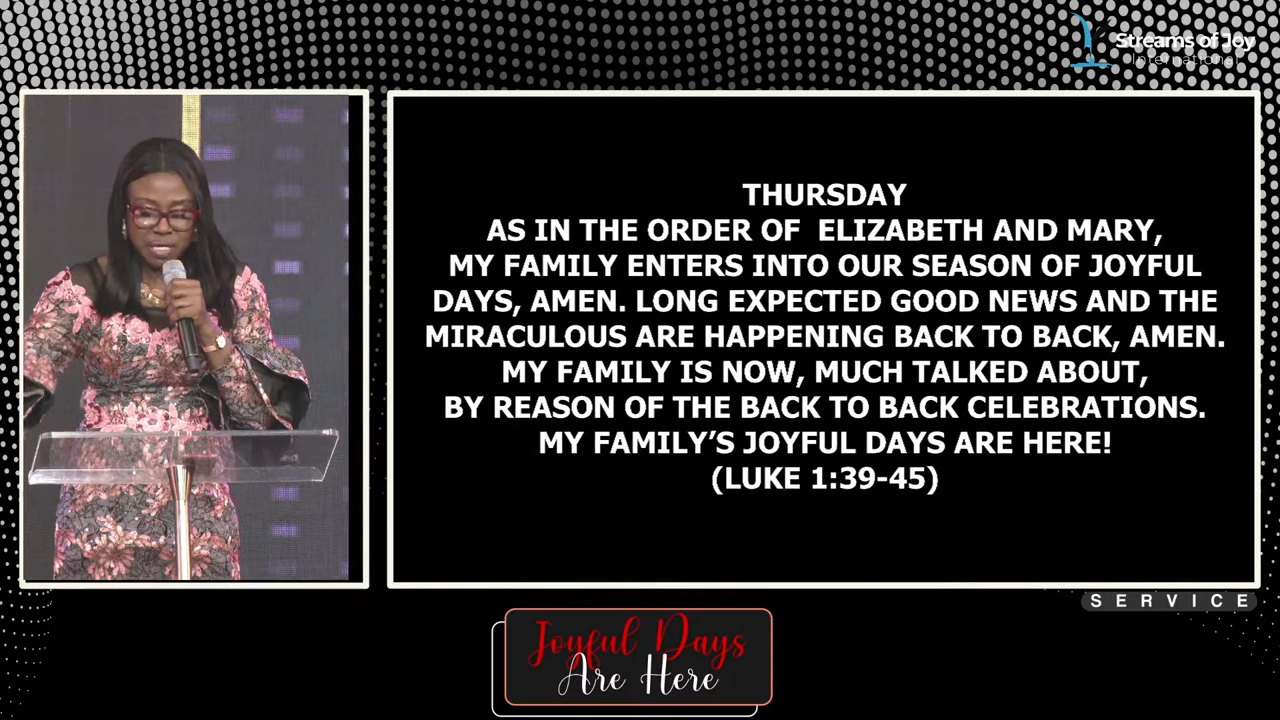 Streams of Joy
International
THURSDAY
AS IN THE ORDER OF ELIZABETH AND MARY,
MY FAMILY ENTERS INTO OUR SEASON OF JOYFUL
DAYS, AMEN. LONG EXPECTED GOOD NEWS AND THE
MIRACULOUS ARE HAPPENING BACK TO BACK, AMEN.
MY FAMILY IS NOW, MUCH TALKED ABOUT,
BY REASON OF THE BACK TO BACK CELEBRATIONS.
MY FAMILY’S JOYFUL DAYS ARE HERE!
(LUKE 1:39-45)
SERVICE
Joyful Days
Are Here